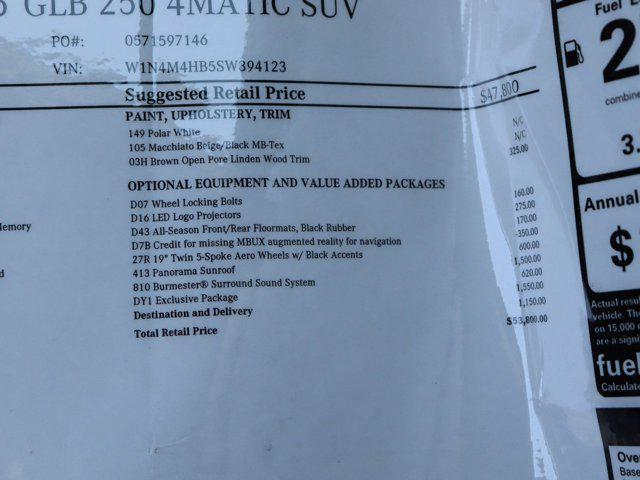 GLB 250 4MATIC SUV
PO#: 0571597146
VIN: W1N4M4HB5SW394123
Suggested Retail Price $47,800
PAINT, UPHOLSTERY, TRIM
149 Polar White N/C
105 Macchiato Beige/Black MB-Tex N/C
03H Brown Open Pore Linden Wood Trim 325.00
OPTIONAL EQUIPMENT AND VALUE ADDED PACKAGES
D07 Wheel Locking Bolts 160.00
D16 LED Logo Projectors 275.00
D43 All-Season Front/Rear Floormats, Black Rubber 170.00
D7B Credit for missing MBUX augmented reality for navigation -350.00
27R 19" Twin 5-Spoke Aero Wheels w/ Black Accents 600.00
413 Panorama Sunroof 1,500.00
810 Burmester® Surround Sound System 620.00
DY1 Exclusive Package 1,550.00
Destination and Delivery 1,150.00
Total Retail Price $53,800.00
Memory
Fuel E
2
combine
3.
Annual
$
Actual resu
vehicle. The
on 15,000
are a signi
fuel
Calculate
Over
Base